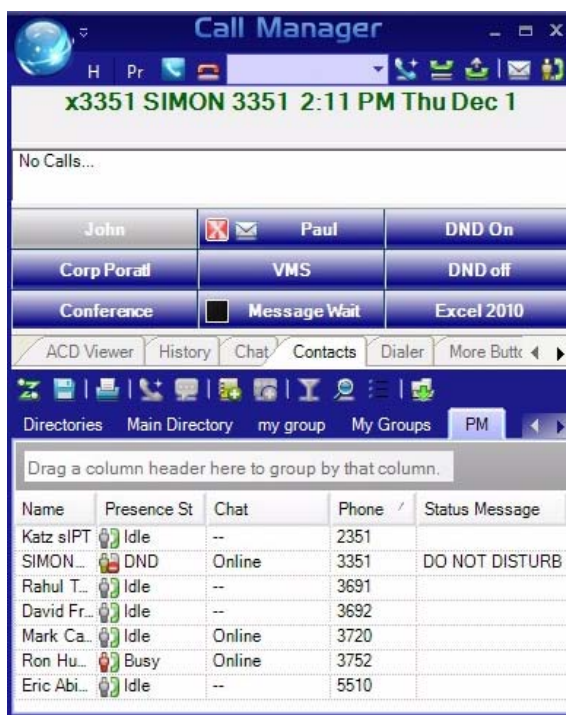 Call Manager
H Pr
x3351 SIMON 3351 2:11 PM Thu Dec 1
No Calls...
John Paul DND On
Corp Poratl VMS DND off
Conference Message Wait Excel 2010
ACD Viewer History Chat Contacts Dialer More Butto
Directories Main Directory my group My Groups PM
Drag a column header here to group by that column.
Name Presence St Chat Phone Status Message
Katz sIPT Idle -- 2351
SIMON... DND Online 3351 DO NOT DISTURB
Rahul T... Idle -- 3691
David Fr... Idle -- 3692
Mark Ca... Idle Online 3720
Ron Hu... Busy Online 3752
Eric Abi... Idle -- 5510